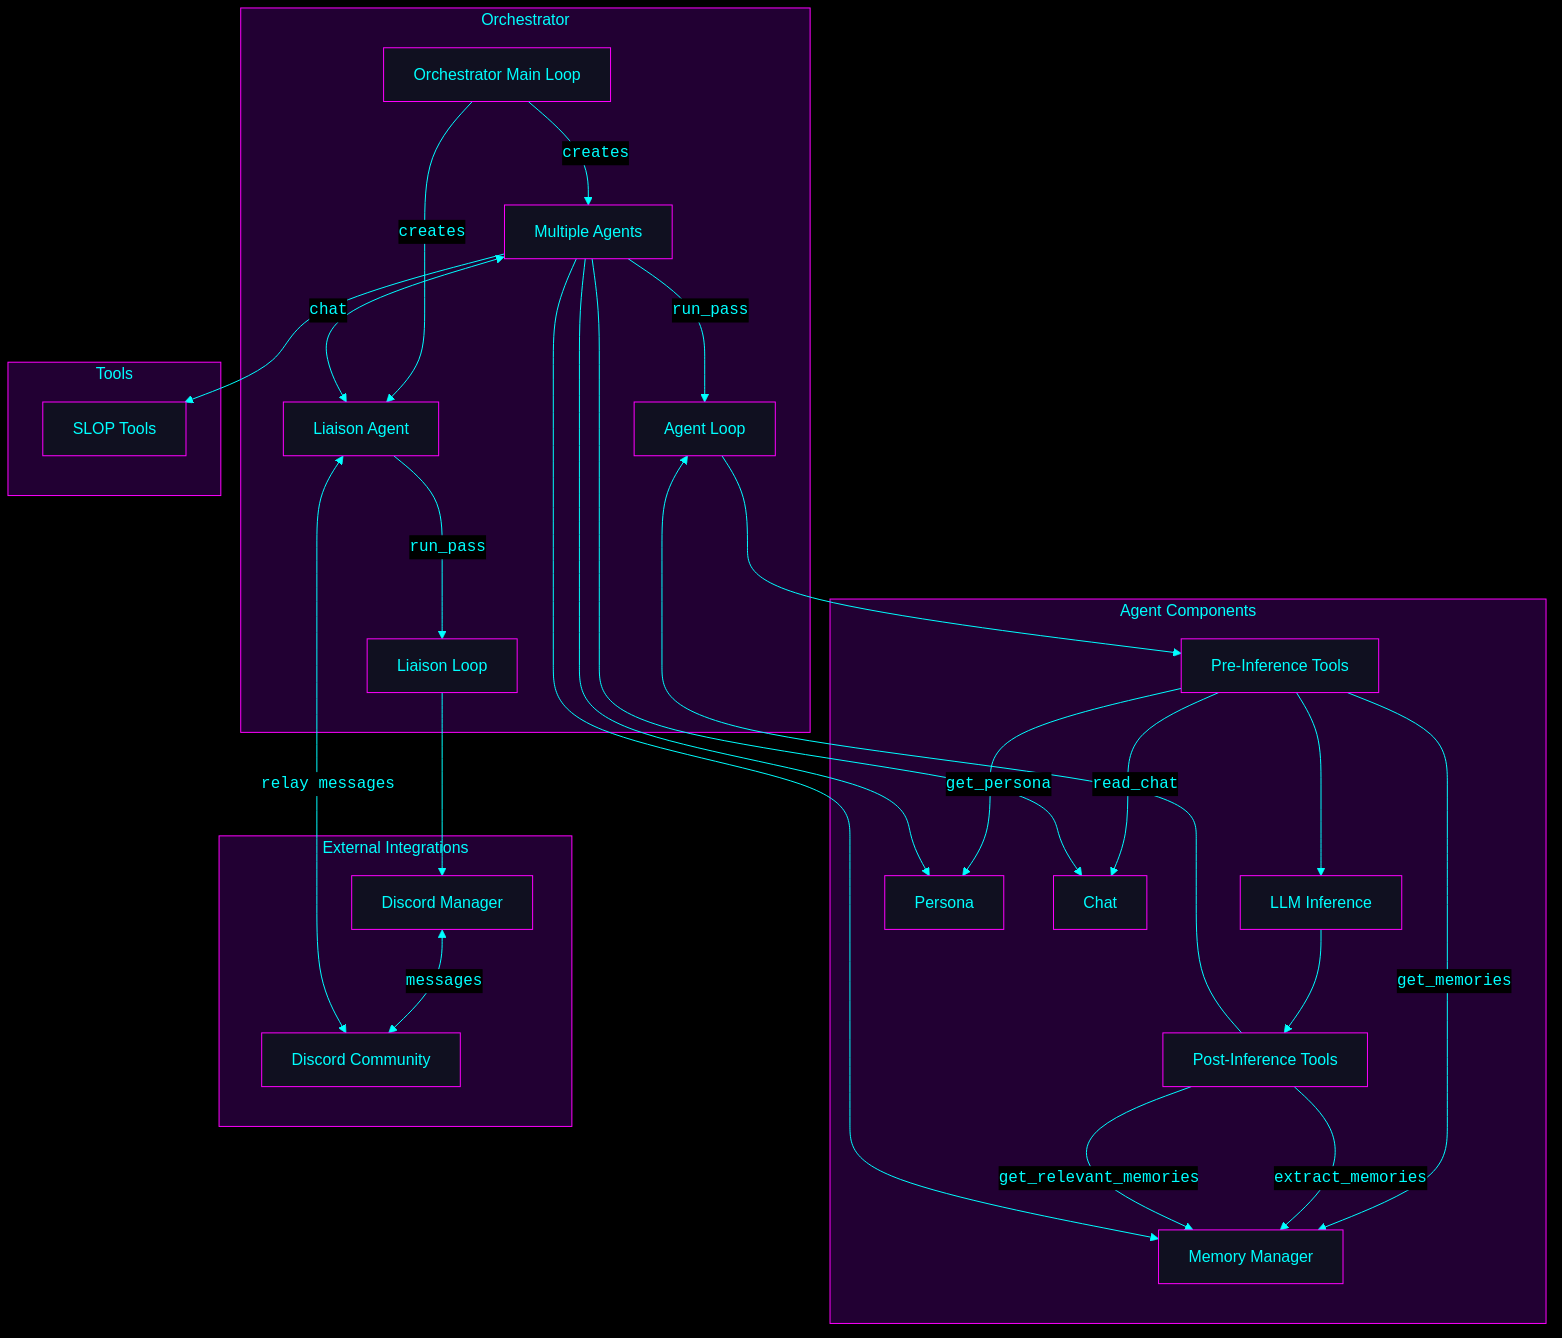 Orchestrator
Orchestrator Main Loop
creates
Multiple Agents
creates
chat
run_pass
Tools
SLOP Tools
Liaison Agent
Agent Loop
run_pass
Agent Components
Liaison Loop
Pre-Inference Tools
relay messages
get_persona
read_chat
External Integrations
Discord Manager
Persona
Chat
LLM Inference
messages
get_memories
Discord Community
Post-Inference Tools
get_relevant_memories
extract_memories
Memory Manager